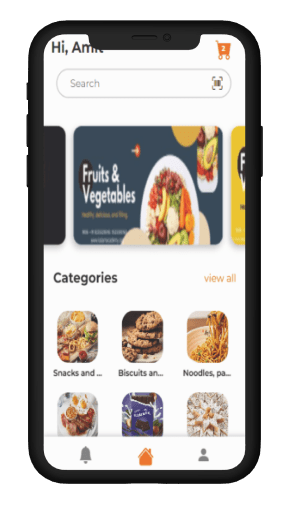 Hi, Amit
2
Search
Fruits &
Vegetables
Healthy, delicious, and filling.
Categories
view all
Snacks and ...
Biscuits an...
Noodles, pa...